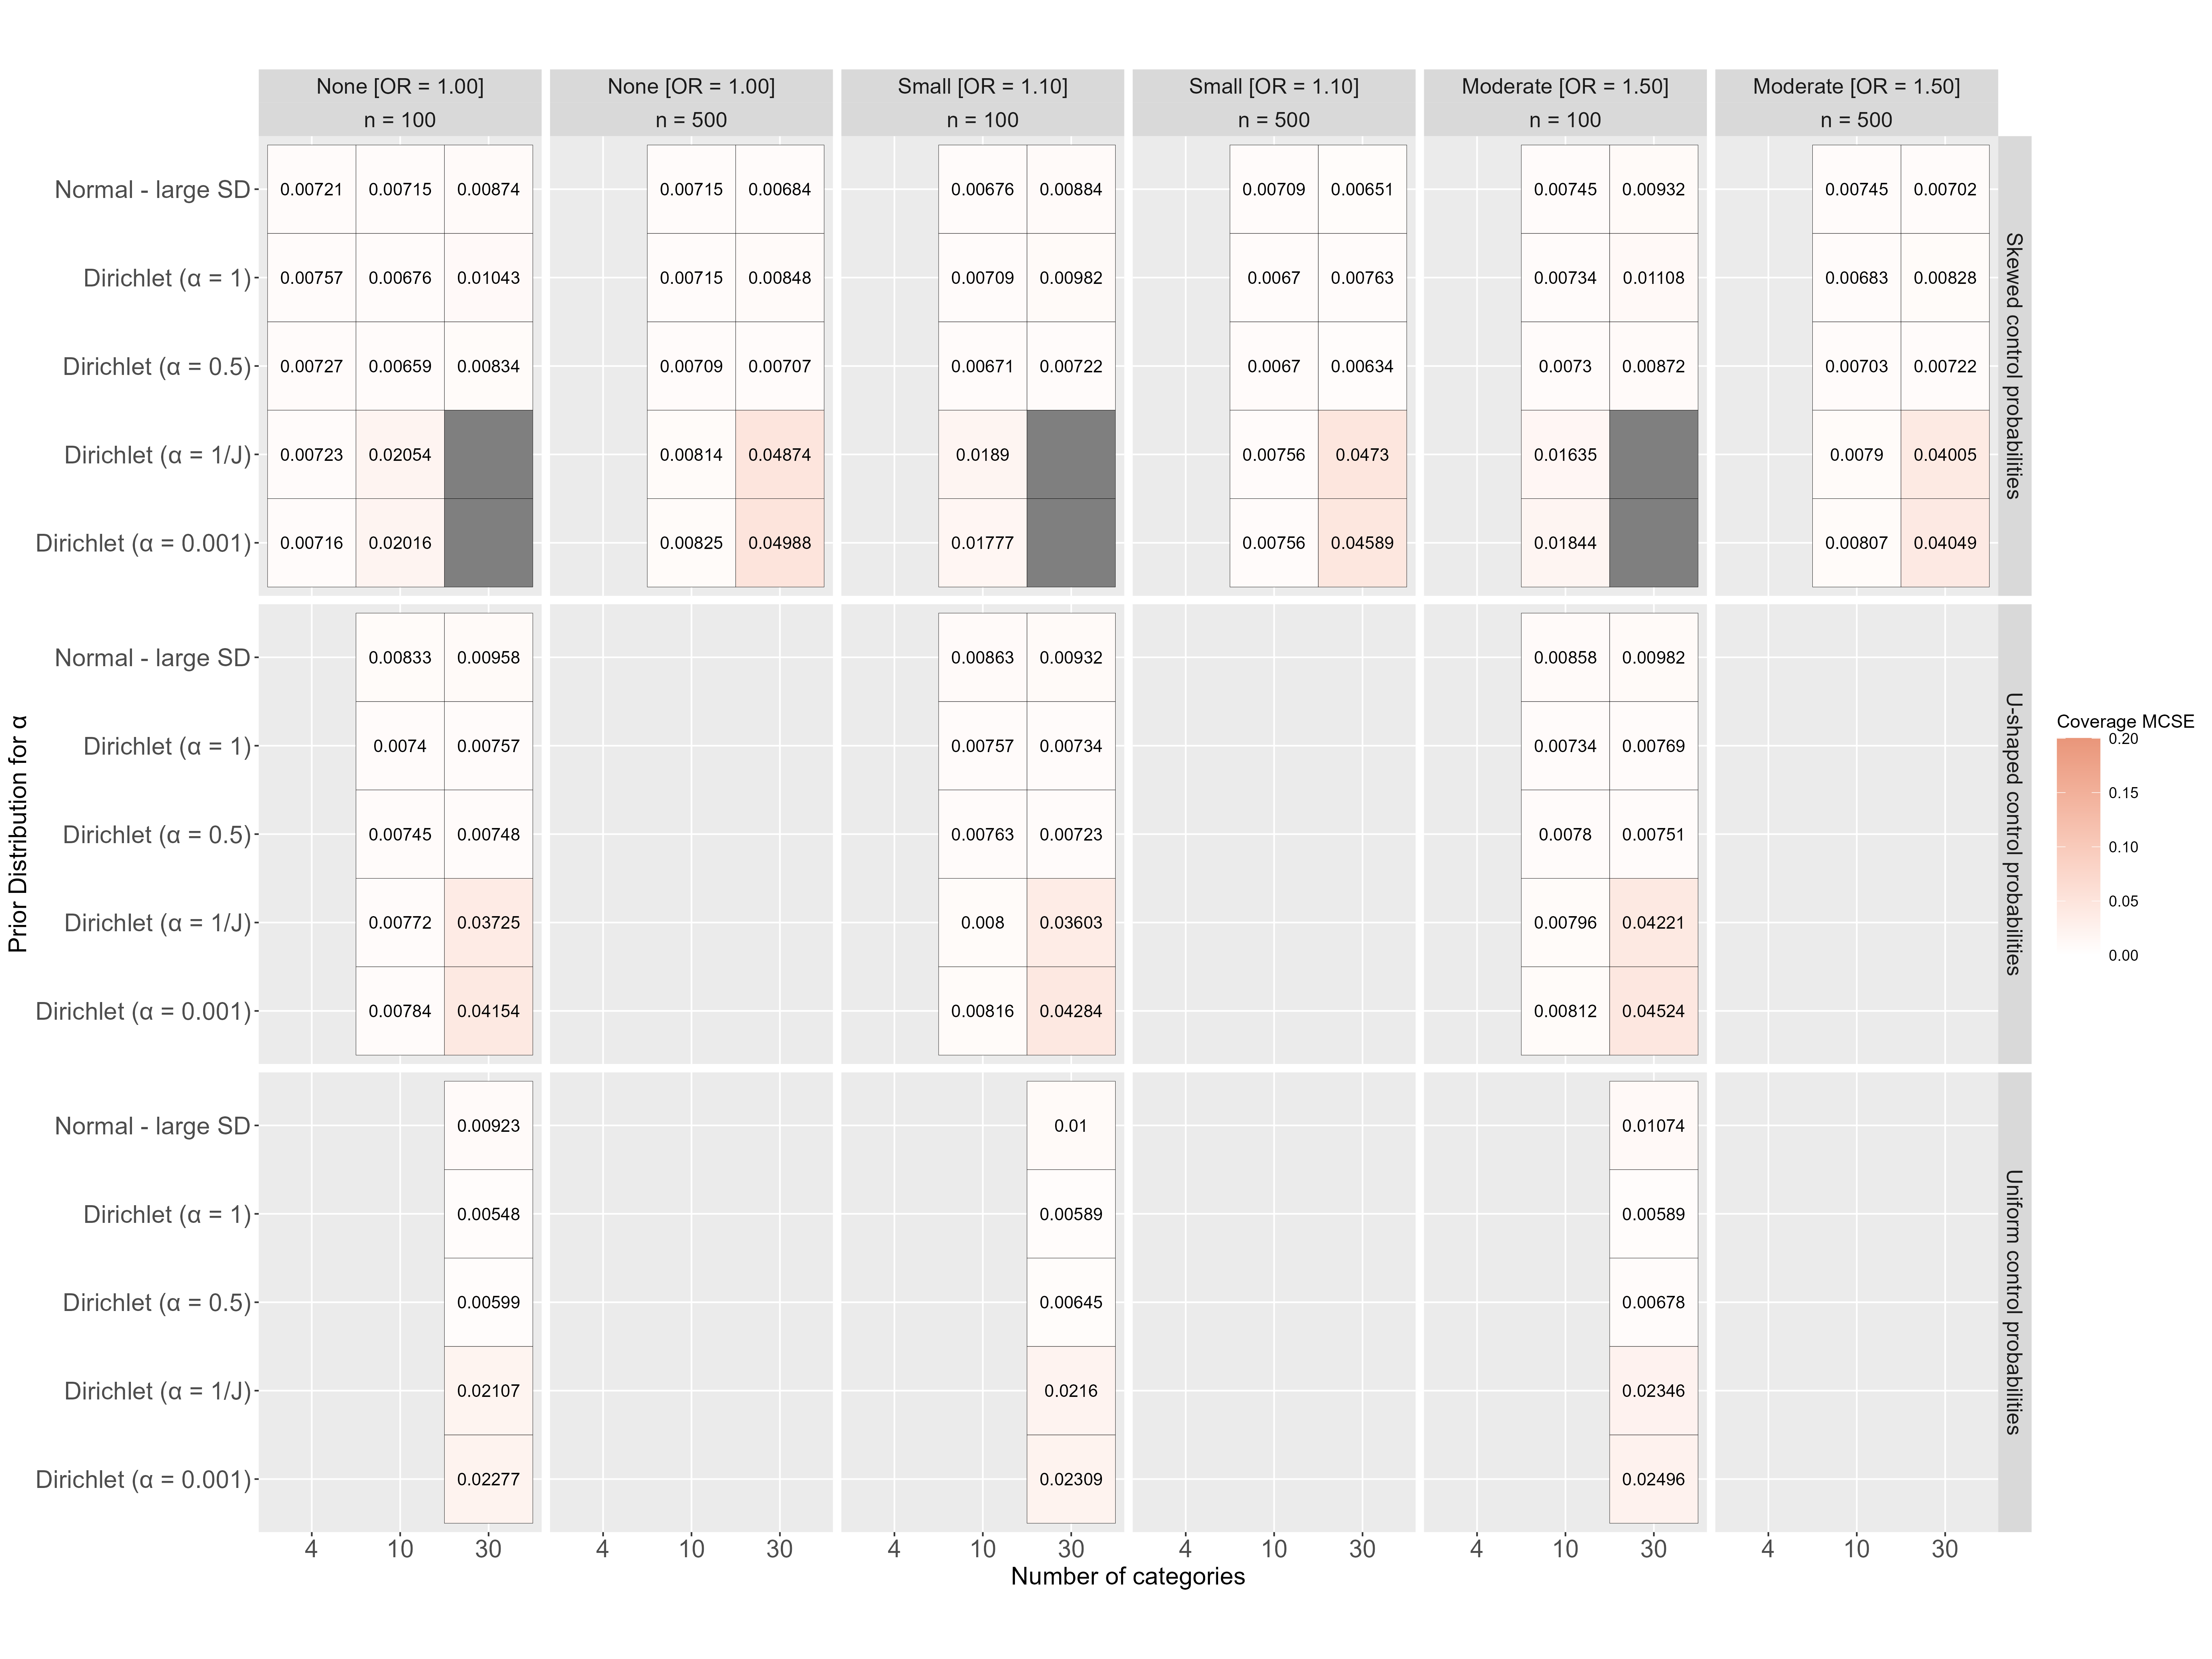 None [OR = 1.00] None [OR = 1.00] Small [OR = 1.10] Small [OR = 1.10] Moderate [OR = 1.50] Moderate [OR = 1.50]
n = 100 n = 500 n = 100 n = 500 n = 100 n = 500
Normal - large SD 0.00721 0.00715 0.00874 0.00715 0.00684 0.00676 0.00884 0.00709 0.00651 0.00745 0.00932 0.00745 0.00702
Dirichlet (α = 1) 0.00757 0.00676 0.01043 0.00715 0.00848 0.00709 0.00982 0.0067 0.00763 0.00734 0.01108 0.00683 0.00828
Dirichlet (α = 0.5) 0.00727 0.00659 0.00834 0.00709 0.00707 0.00671 0.00722 0.0067 0.00634 0.0073 0.00872 0.00703 0.00722
Dirichlet (α = 1/J) 0.00723 0.02054 0.00814 0.04874 0.0189 0.00756 0.0473 0.01635 0.0079 0.04005
Dirichlet (α = 0.001) 0.00716 0.02016 0.00825 0.04988 0.01777 0.00756 0.04589 0.01844 0.00807 0.04049
Skewed control probabilities
Normal - large SD 0.00833 0.00958 0.00863 0.00932 0.00858 0.00982
Dirichlet (α = 1) 0.0074 0.00757 0.00757 0.00734 0.00734 0.00769
Dirichlet (α = 0.5) 0.00745 0.00748 0.00763 0.00723 0.0078 0.00751
Dirichlet (α = 1/J) 0.00772 0.03725 0.008 0.03603 0.00796 0.04221
Dirichlet (α = 0.001) 0.00784 0.04154 0.00816 0.04284 0.00812 0.04524
U-shaped control probabilities
Normal - large SD 0.00923 0.01 0.01074
Dirichlet (α = 1) 0.00548 0.00589 0.00589
Dirichlet (α = 0.5) 0.00599 0.00645 0.00678
Dirichlet (α = 1/J) 0.02107 0.0216 0.02346
Dirichlet (α = 0.001) 0.02277 0.02309 0.02496
Uniform control probabilities
4 10 30 4 10 30 4 10 30 4 10 30 4 10 30 4 10 30
Number of categories
Prior Distribution for α
Coverage MCSE
0.20
0.15
0.10
0.05
0.00